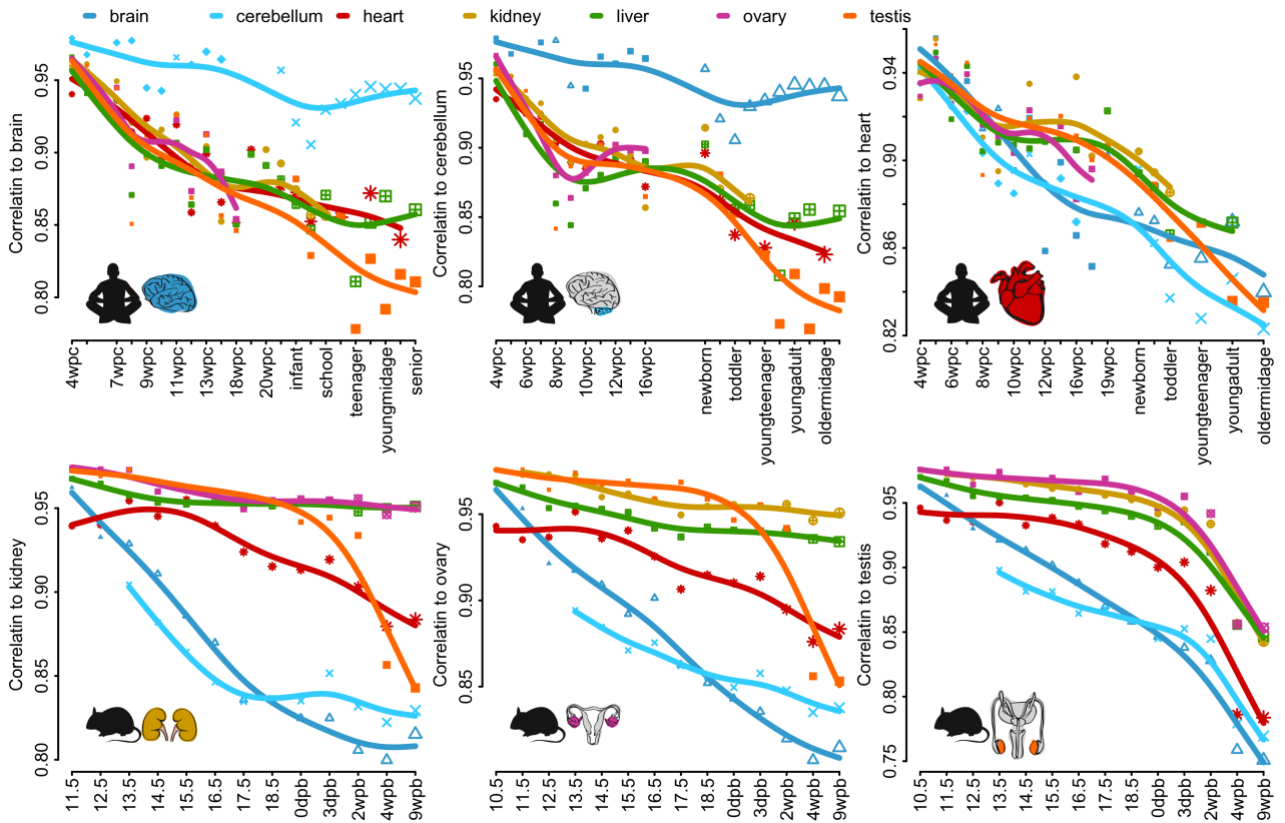 brain cerebellum heart kidney liver ovary testis
Correlatin to brain
0.95
0.90
0.85
0.80
4wpc
7wpc
9wpc
11wpc
13wpc
18wpc
20wpc
infant
school
teenager
youngmidage
senior
Correlatin to cerebellum
0.95
0.90
0.85
0.80
4wpc
6wpc
8wpc
10wpc
12wpc
16wpc
newborn
toddler
youngteenager
youngadult
oldermidage
Correlatin to heart
0.94
0.90
0.86
0.82
4wpc
6wpc
8wpc
10wpc
12wpc
16wpc
19wpc
newborn
toddler
youngteenager
youngadult
oldermidage
Correlatin to kidney
0.95
0.90
0.85
0.80
11.5
12.5
13.5
14.5
15.5
16.5
17.5
18.5
0dpb
3dpb
2wpb
4wpb
9wpb
Correlatin to ovary
0.95
0.90
0.85
10.5
11.5
12.5
13.5
14.5
15.5
16.5
17.5
18.5
0dpb
3dpb
2wpb
4wpb
9wpb
Correlatin to testis
0.95
0.90
0.85
0.80
0.75
10.5
11.5
12.5
13.5
14.5
15.5
16.5
17.5
18.5
0dpb
3dpb
2wpb
4wpb
9wpb